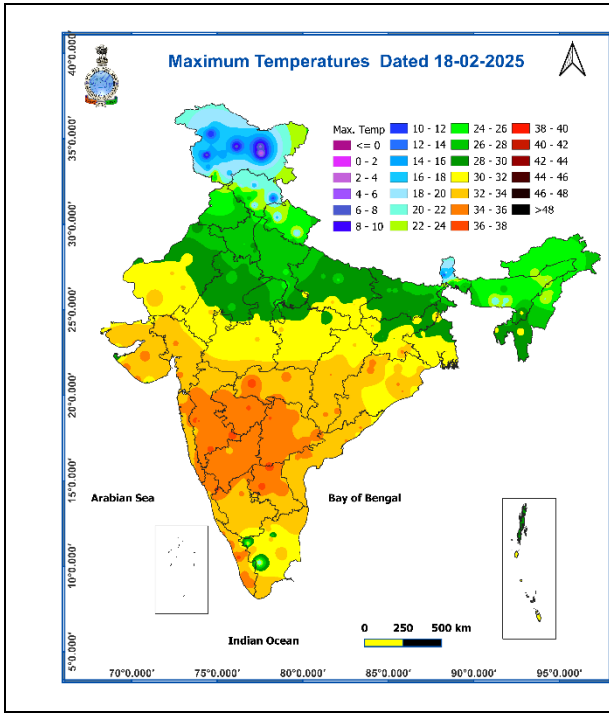 Maximum Temperatures Dated 18-02-2025
Max. Temp
<= 0
0 - 2
2 - 4
4 - 6
6 - 8
8 - 10
10 - 12
12 - 14
14 - 16
16 - 18
18 - 20
20 - 22
22 - 24
24 - 26
26 - 28
28 - 30
30 - 32
32 - 34
34 - 36
36 - 38
38 - 40
40 - 42
42 - 44
44 - 46
46 - 48
>48
40°0.000'
35°0.000'
30°0.000'
25°0.000'
20°0.000'
15°0.000'
10°0.000'
5°0.000'
Arabian Sea
Bay of Bengal
Indian Ocean
0 250 500 km
70°0.000' 75°0.000' 80°0.000' 85°0.000' 90°0.000' 95°0.000'